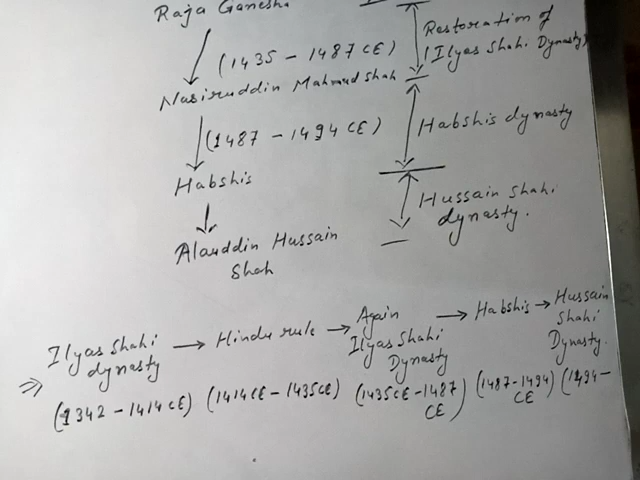 Raja Ganesha
(1435 - 1487 CE)
Restoration of
(Ilyas Shahi Dynasty)
Nasiruddin Mahmud Shah
(1487 - 1494 CE)
Habshis dynasty
Habshis
Hussain Shahi
dynasty.
Alauddin Hussain
Shah
Ilyas Shahi
dynasty
Hindu rule
Again
Ilyas Shahi
Dynasty
Habshis
Hussain
Shahi
Dynasty.
(1342 - 1414 CE)
(1414 CE - 1435 CE)
(1435 CE - 1487
CE)
(1487 - 1494)
CE
(1494 -